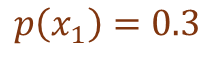 p(x₁) = 0.3